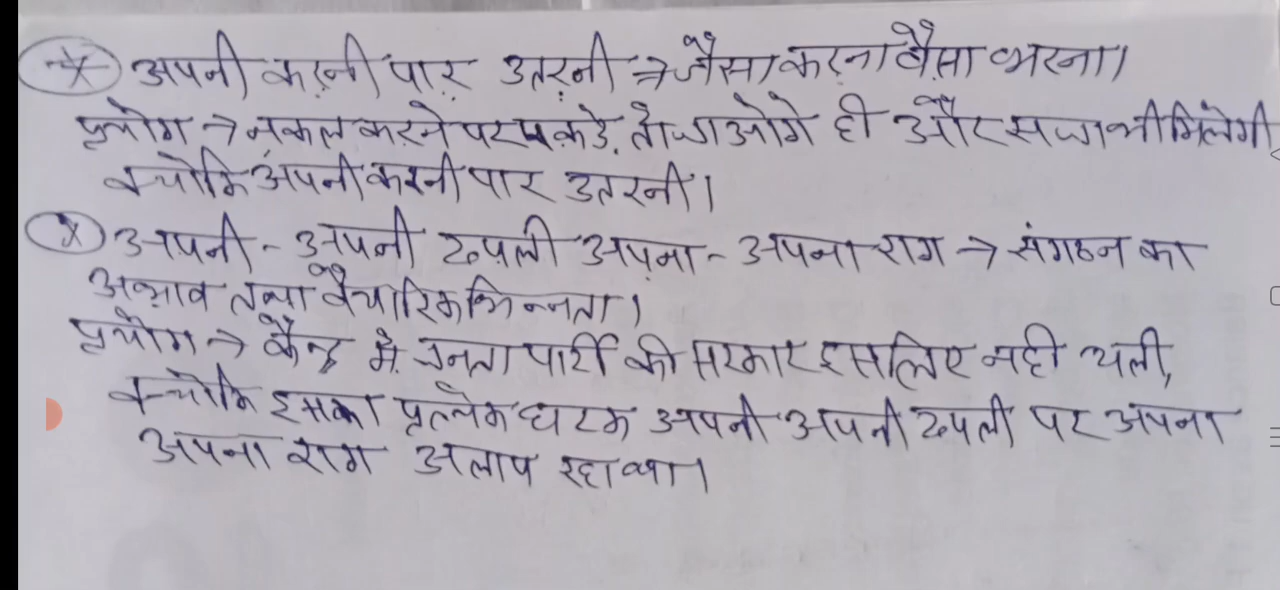 * अपनी करनी पार उतरनी → जैसा करना वैसा भरना।
प्रयोग → नकल करने पर पकड़े तो जाओगे ही और सजा भी मिलेगी
क्योकि अपनी करनी पार उतरनी।
* अपनी - अपनी ढपली अपना - अपना राग → संगठन का
अभाव तथा वैचारिक भिन्नता।
प्रयोग → केन्द्र में जनता पार्टी की सरकार इसलिए नही चली,
क्योकि इसका प्रत्येक घटक अपनी अपनी ढपली पर अपना
अपना राग अलाप रहा था।